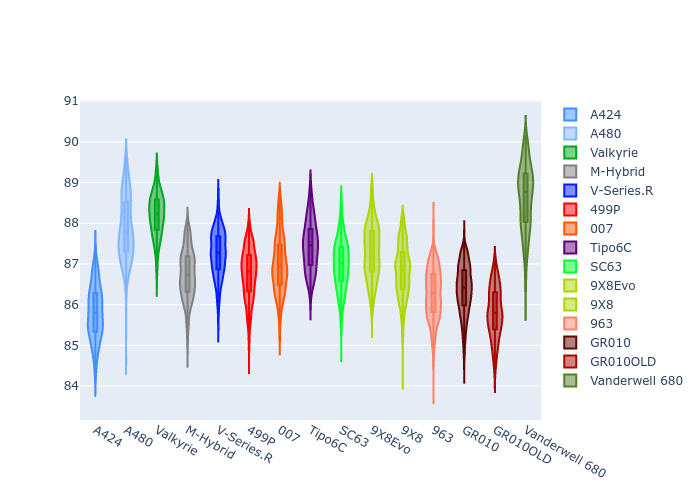 91
90
89
88
87
86
85
84
A424
A480
Valkyrie
M-Hybrid
V-Series.R
499P
007
Tipo6C
SC63
9X8Evo
9X8
963
GR010
GR010OLD
Vanderwell 680
A424
A480
Valkyrie
M-Hybrid
V-Series.R
499P
007
Tipo6C
SC63
9X8Evo
9X8
963
GR010
GR010OLD
Vanderwell 680